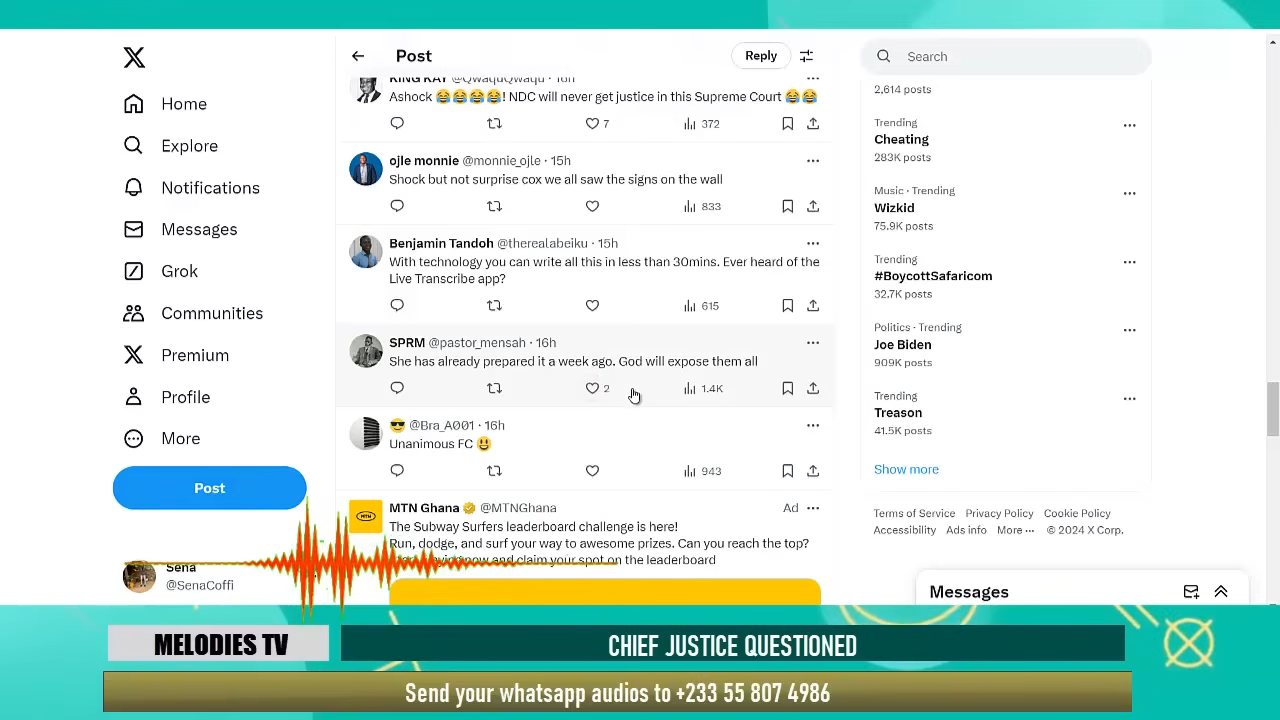 Home
Explore
Notifications
Messages
Grok
Communities
Premium
Profile
More
Post
Sena
@SenaCoffi
Post
Reply
KING KAY @QwaquQwaqu · 16h
Ashock 😂😂😂😂! NDC will never get justice in this Supreme Court 😂😂
7
372
ojle monnie @monnie_ojle · 15h
Shock but not surprise cox we all saw the signs on the wall
833
Benjamin Tandoh @therealabeiku · 15h
With technology you can write all this in less than 30mins. Ever heard of the
Live Transcribe app?
615
SPRM @pastor_mensah · 16h
She has already prepared it a week ago. God will expose them all
2
1.4K
😎 @Bra_A001 · 16h
Unanimous FC 😃
943
MTN
MTN Ghana @MTNGhana
Ad
The Subway Surfers leaderboard challenge is here!
Run, dodge, and surf your way to awesome prizes. Can you reach the top?
now and claim your spot on the leaderboard
Search
2,614 posts
Trending
Cheating
283K posts
Music · Trending
Wizkid
75.9K posts
Trending
#BoycottSafaricom
32.7K posts
Politics · Trending
Joe Biden
909K posts
Trending
Treason
41.5K posts
Show more
Terms of Service Privacy Policy Cookie Policy
Accessibility Ads info More ··· © 2024 X Corp.
Messages
MELODIES TV
CHIEF JUSTICE QUESTIONED
Send your whatsapp audios to +233 55 807 4986